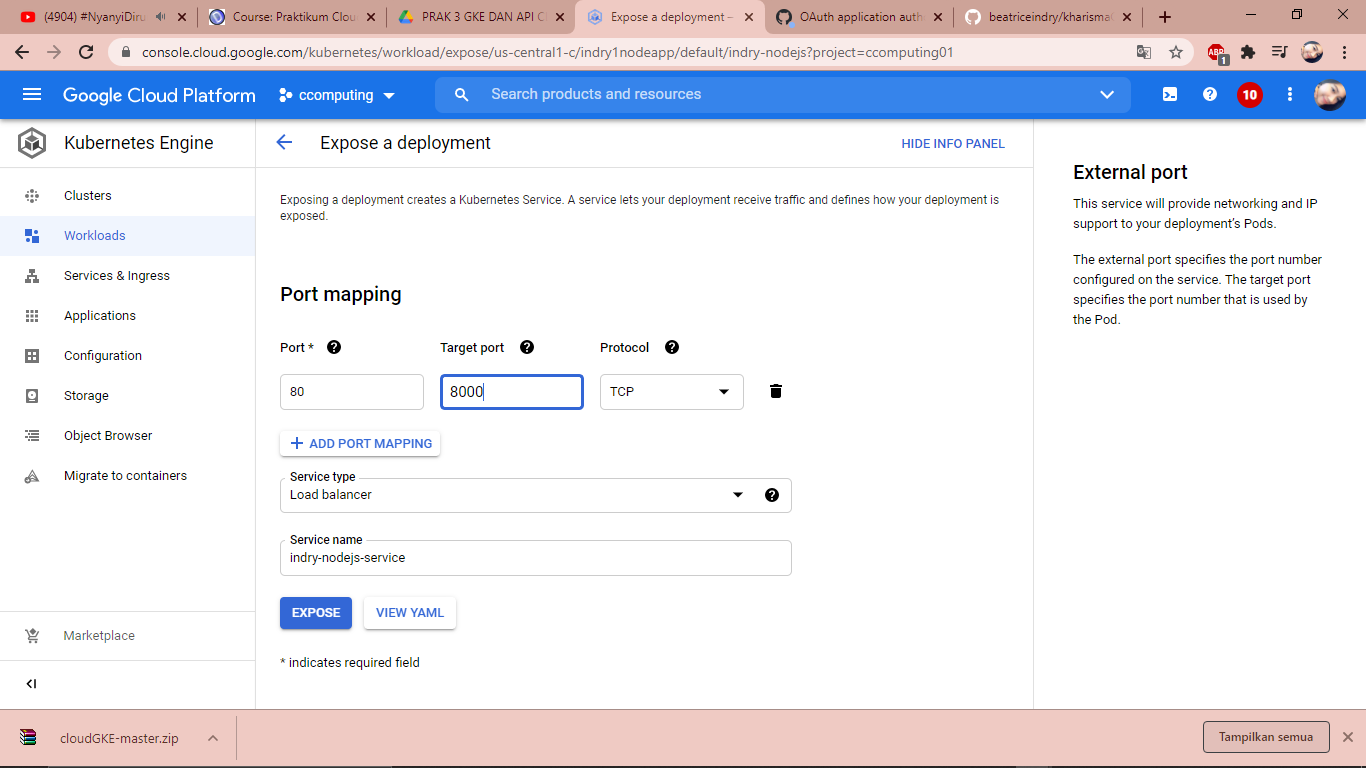 (4904) #NyanyiDiru
Course: Praktikum Clou
PRAK 3 GKE DAN API C
Expose a deployment –
OAuth application auth
beatriceindry/kharisma
console.cloud.google.com/kubernetes/workload/expose/us-central1-c/indry1nodeapp/default/indry-nodejs?project=ccomputing01
ABP
1
Google Cloud Platform
ccomputing
Search products and resources
10
Kubernetes Engine
Expose a deployment
HIDE INFO PANEL
Clusters
Workloads
Services & Ingress
Applications
Configuration
Storage
Object Browser
Migrate to containers
Marketplace
Exposing a deployment creates a Kubernetes Service. A service lets your deployment receive traffic and defines how your deployment is
exposed.
Port mapping
Port *
Target port
Protocol
80
8000
TCP
ADD PORT MAPPING
Service type
Load balancer
Service name
indry-nodejs-service
EXPOSE
VIEW YAML
* indicates required field
External port
This service will provide networking and IP
support to your deployment's Pods.
The external port specifies the port number
configured on the service. The target port
specifies the port number that is used by
the Pod.
cloudGKE-master.zip
Tampilkan semua